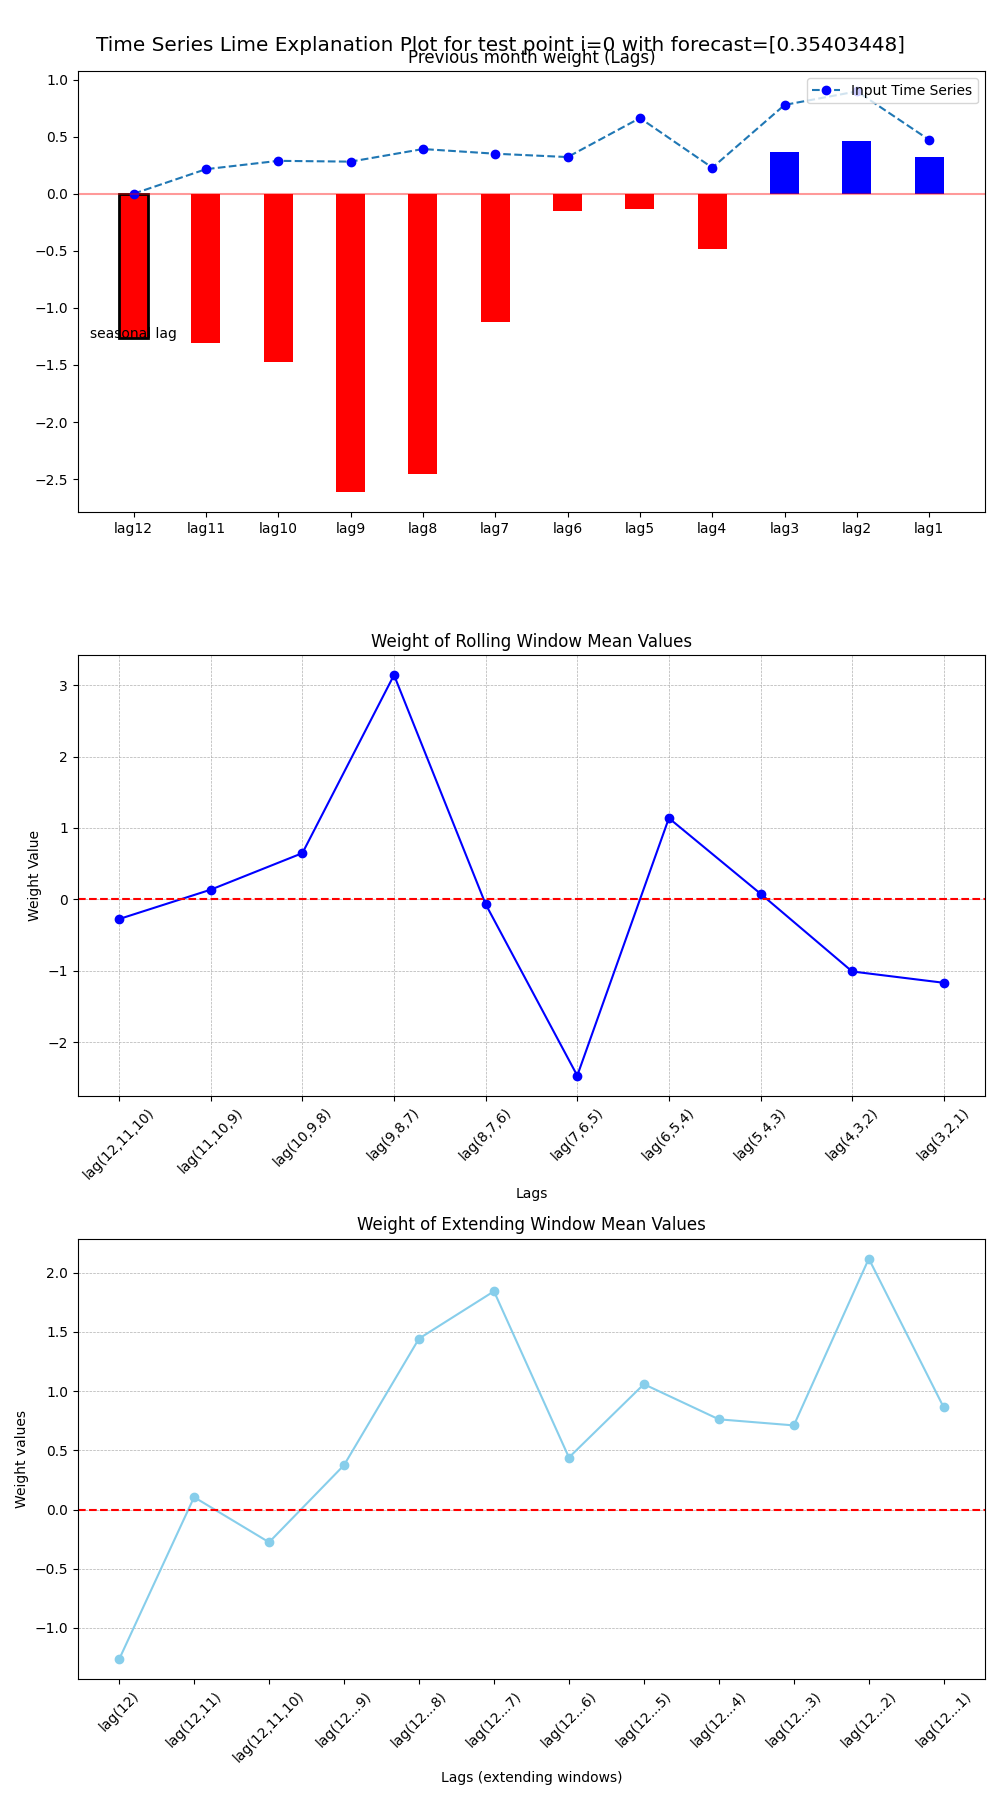 Time Series Lime Explanation Plot for test point i=0 with forecast=[0.35403448]
Previous month weight (Lags)
Input Time Series
1.0
0.5
0.0
−0.5
−1.0
−1.5
−2.0
−2.5
seasonal lag
lag12 lag11 lag10 lag9 lag8 lag7 lag6 lag5 lag4 lag3 lag2 lag1
Weight of Rolling Window Mean Values
Weight Value
3
2
1
0
−1
−2
lag(12,11,10) lag(11,10,9) lag(10,9,8) lag(9,8,7) lag(8,7,6) lag(7,6,5) lag(6,5,4) lag(5,4,3) lag(4,3,2) lag(3,2,1)
Lags
Weight of Extending Window Mean Values
Weight values
2.0
1.5
1.0
0.5
0.0
−0.5
−1.0
lag(12) lag(12,11) lag(12,11,10) lag(12...9) lag(12...8) lag(12...7) lag(12...6) lag(12...5) lag(12...4) lag(12...3) lag(12...2) lag(12...1)
Lags (extending windows)